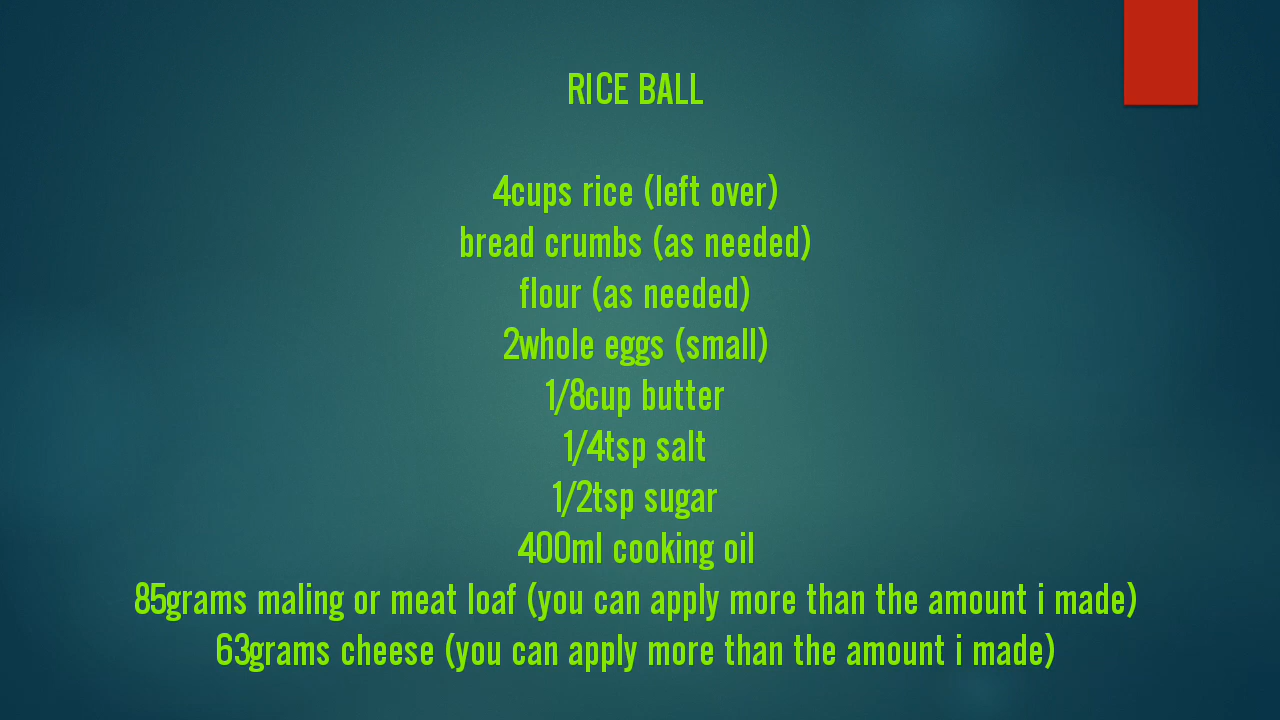 RICE BALL
4cups rice (left over)
bread crumbs (as needed)
flour (as needed)
2whole eggs (small)
1/8cup butter
1/4tsp salt
1/2tsp sugar
400ml cooking oil
85grams maling or meat loaf (you can apply more than the amount i made)
63grams cheese (you can apply more than the amount i made)